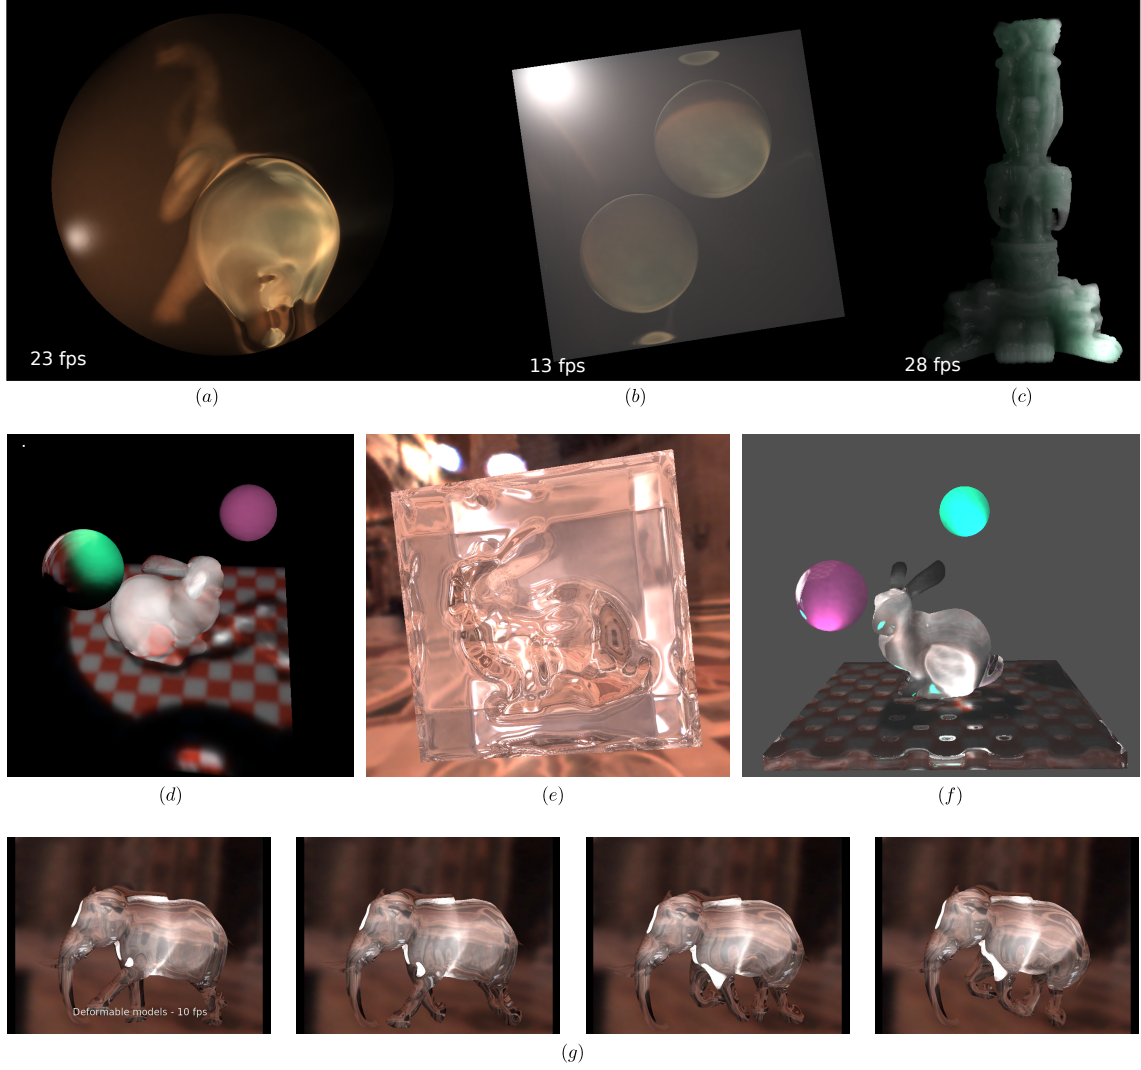 23 fps
13 fps
28 fps
(a)
(b)
(c)
(d)
(e)
(f)
Deformable models - 10 fps
(g)